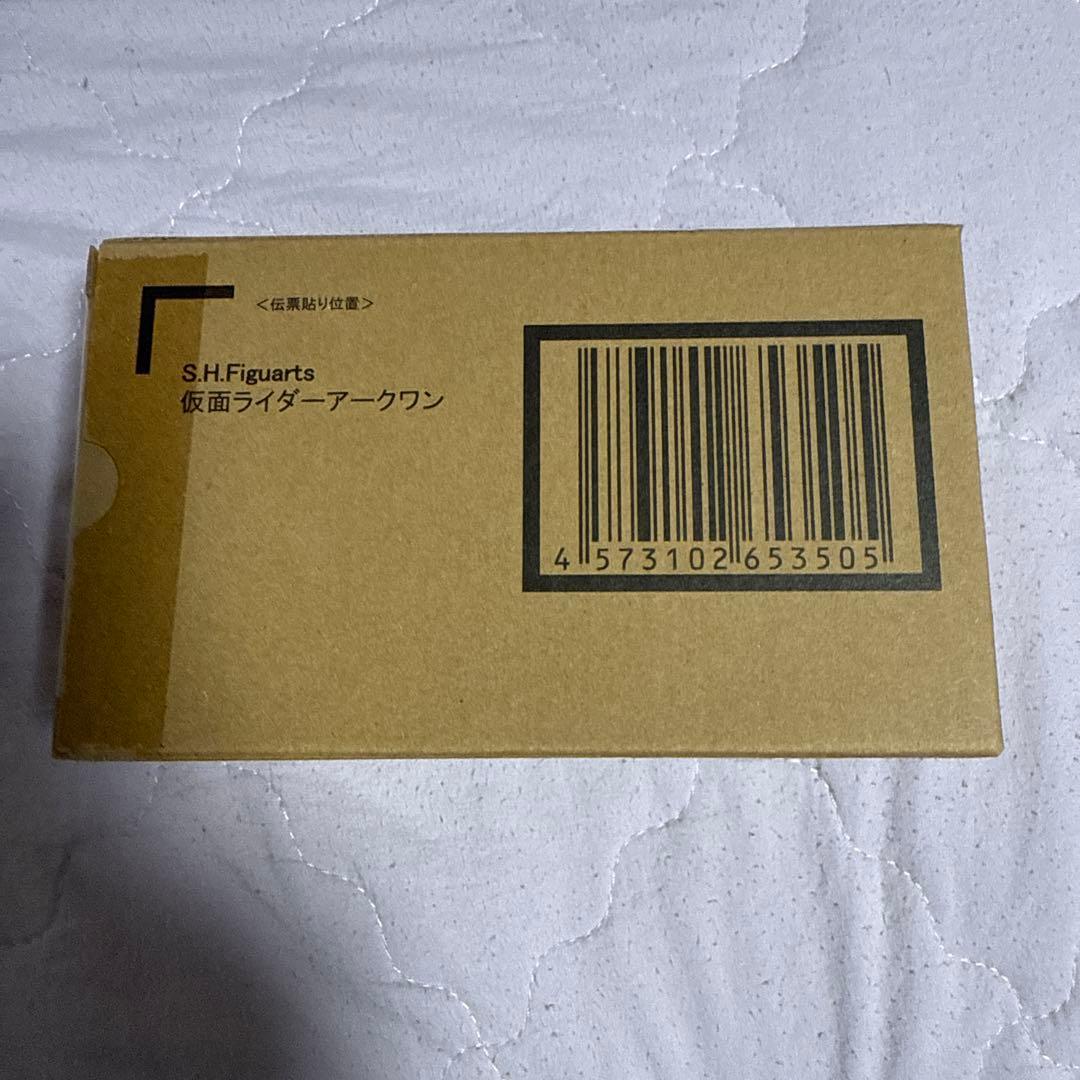 <伝票貼り位置>
S.H.Figuarts
仮面ライダーアークワン
4 573102 653505